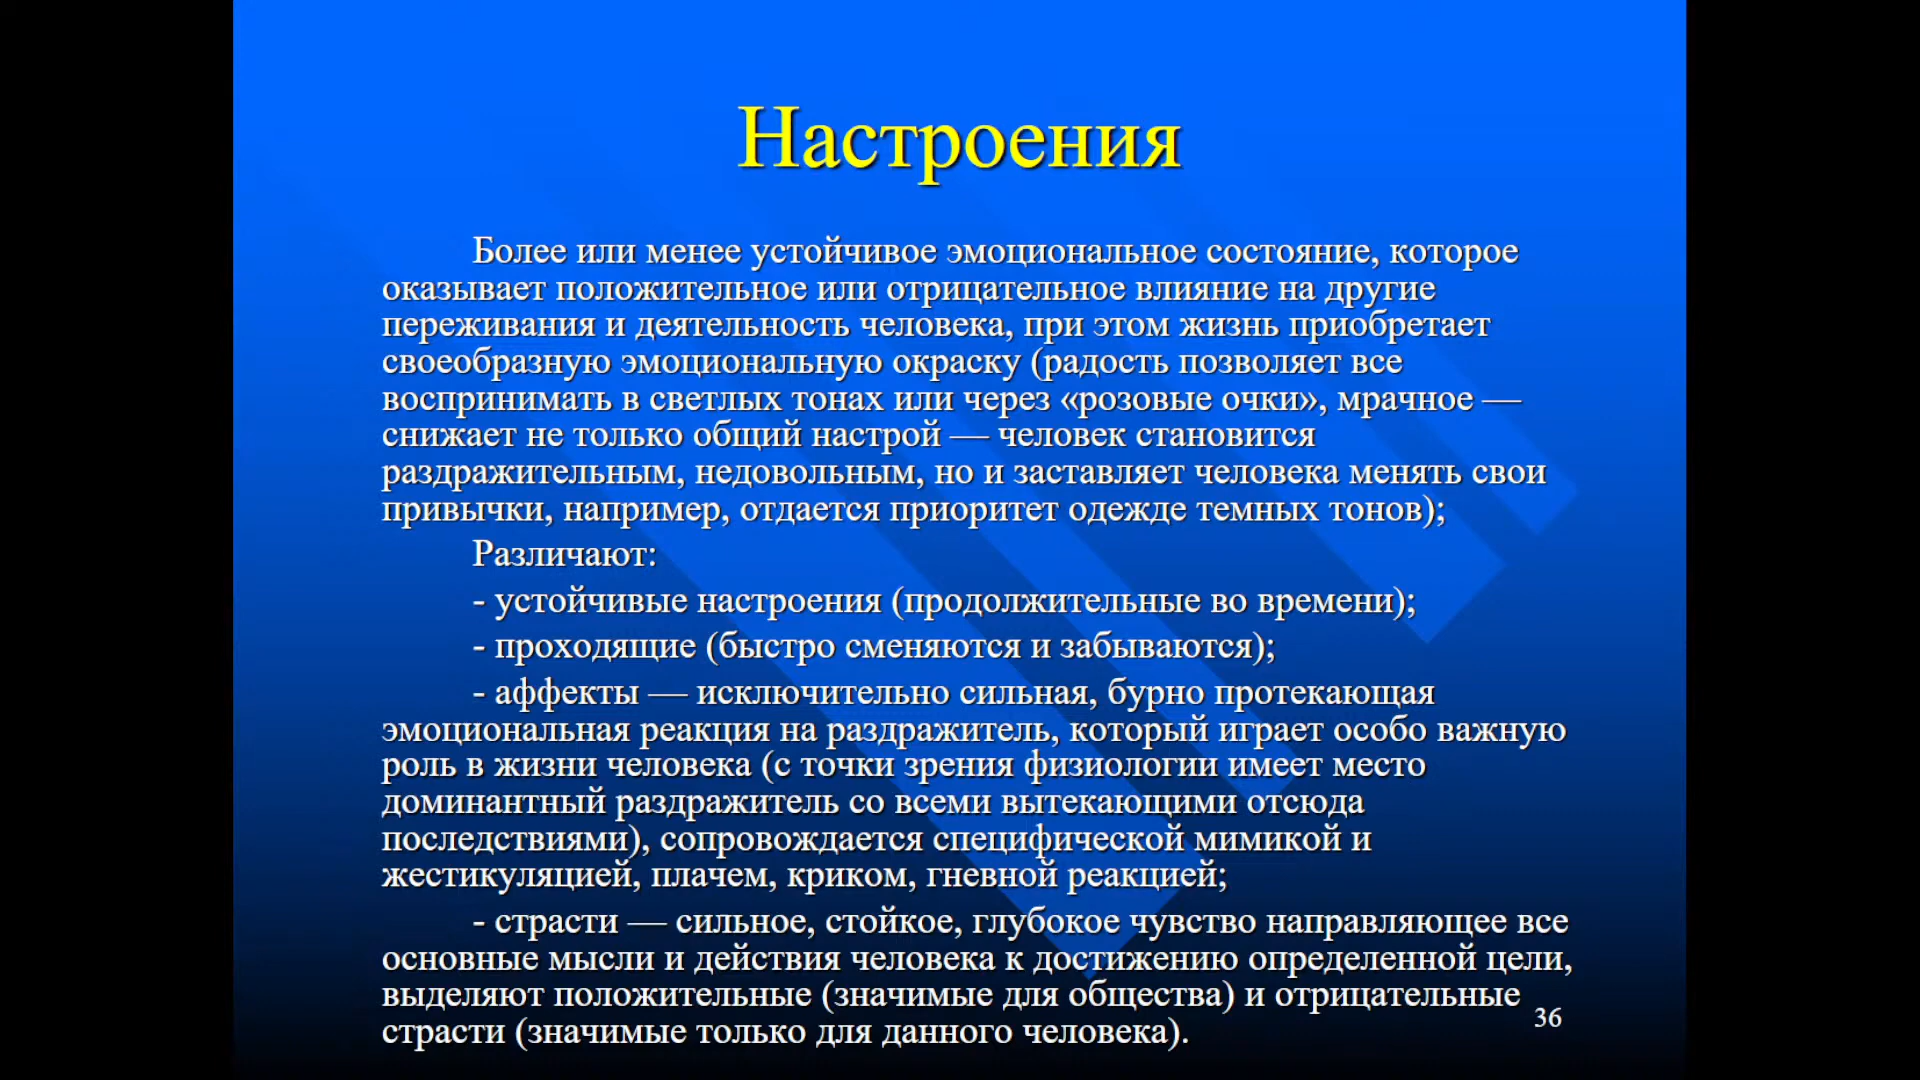 Настроения
Более или менее устойчивое эмоциональное состояние, которое
оказывает положительное или отрицательное влияние на другие
переживания и деятельность человека, при этом жизнь приобретает
своеобразную эмоциональную окраску (радость позволяет все
воспринимать в светлых тонах или через «розовые очки», мрачное —
снижает не только общий настрой — человек становится
раздражительным, недовольным, но и заставляет человека менять свои
привычки, например, отдается приоритет одежде темных тонов);
Различают:
- устойчивые настроения (продолжительные во времени);
- проходящие (быстро сменяются и забываются);
- аффекты — исключительно сильная, бурно протекающая
эмоциональная реакция на раздражитель, который играет особо важную
роль в жизни человека (с точки зрения физиологии имеет место
доминантный раздражитель со всеми вытекающими отсюда
последствиями), сопровождается специфической мимикой и
жестикуляцией, плачем, криком, гневной реакцией;
- страсти — сильное, стойкое, глубокое чувство направляющее все
основные мысли и действия человека к достижению определенной цели,
выделяют положительные (значимые для общества) и отрицательные
страсти (значимые только для данного человека).
36